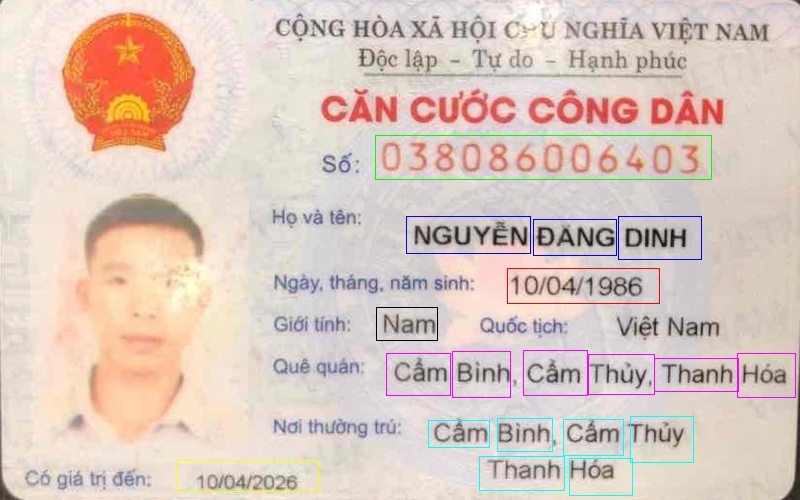 CỘNG HÒA XÃ HỘI CHỦ NGHĨA VIỆT NAM
Độc lập - Tự do - Hạnh phúc
CĂN CƯỚC CÔNG DÂN
Số: 038086006403
Họ và tên: NGUYỄN ĐĂNG DINH
Ngày, tháng, năm sinh: 10/04/1986
Giới tính: Nam Quốc tịch: Việt Nam
Quê quán: Cẩm Bình, Cẩm Thủy, Thanh Hóa
Nơi thường trú: Cẩm Bình, Cẩm Thủy
Thanh Hóa
Có giá trị đến: 10/04/2026